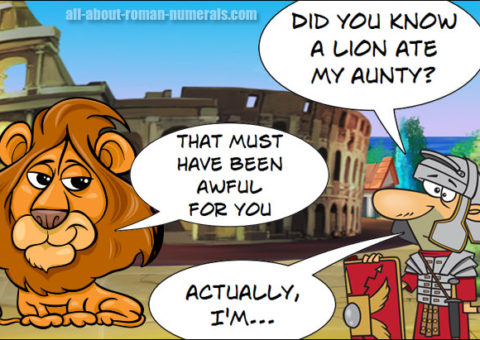 all-about-roman-numerals.com
DID YOU KNOW
A LION ATE
MY AUNTY?
THAT MUST
HAVE BEEN
AWFUL
FOR YOU
ACTUALLY,
I'M...